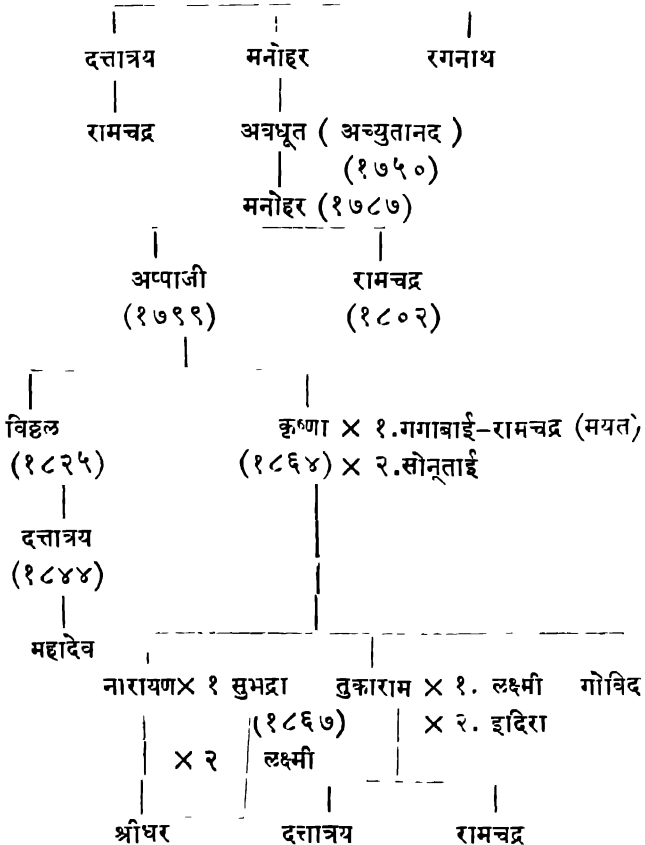 दत्तात्रय मनोहर रगनाथ
रामचद्र अवधूत ( अच्युतानद )
(१७५०)
मनोहर (१७८७)
अप्पाजी रामचद्र
(१७९९) (१८०२)
विठ्ठल कृष्णा × १.गगाबाई–रामचद्र (मयत)
(१८२५) (१८६४) × २.सोनूताई
दत्तात्रय
(१८४४)
महादेव
नारायण× १ सुभद्रा तुकाराम × १. लक्ष्मी गोविद
(१८६७) × २. इदिरा
× २ लक्ष्मी
श्रीधर दत्तात्रय रामचद्र